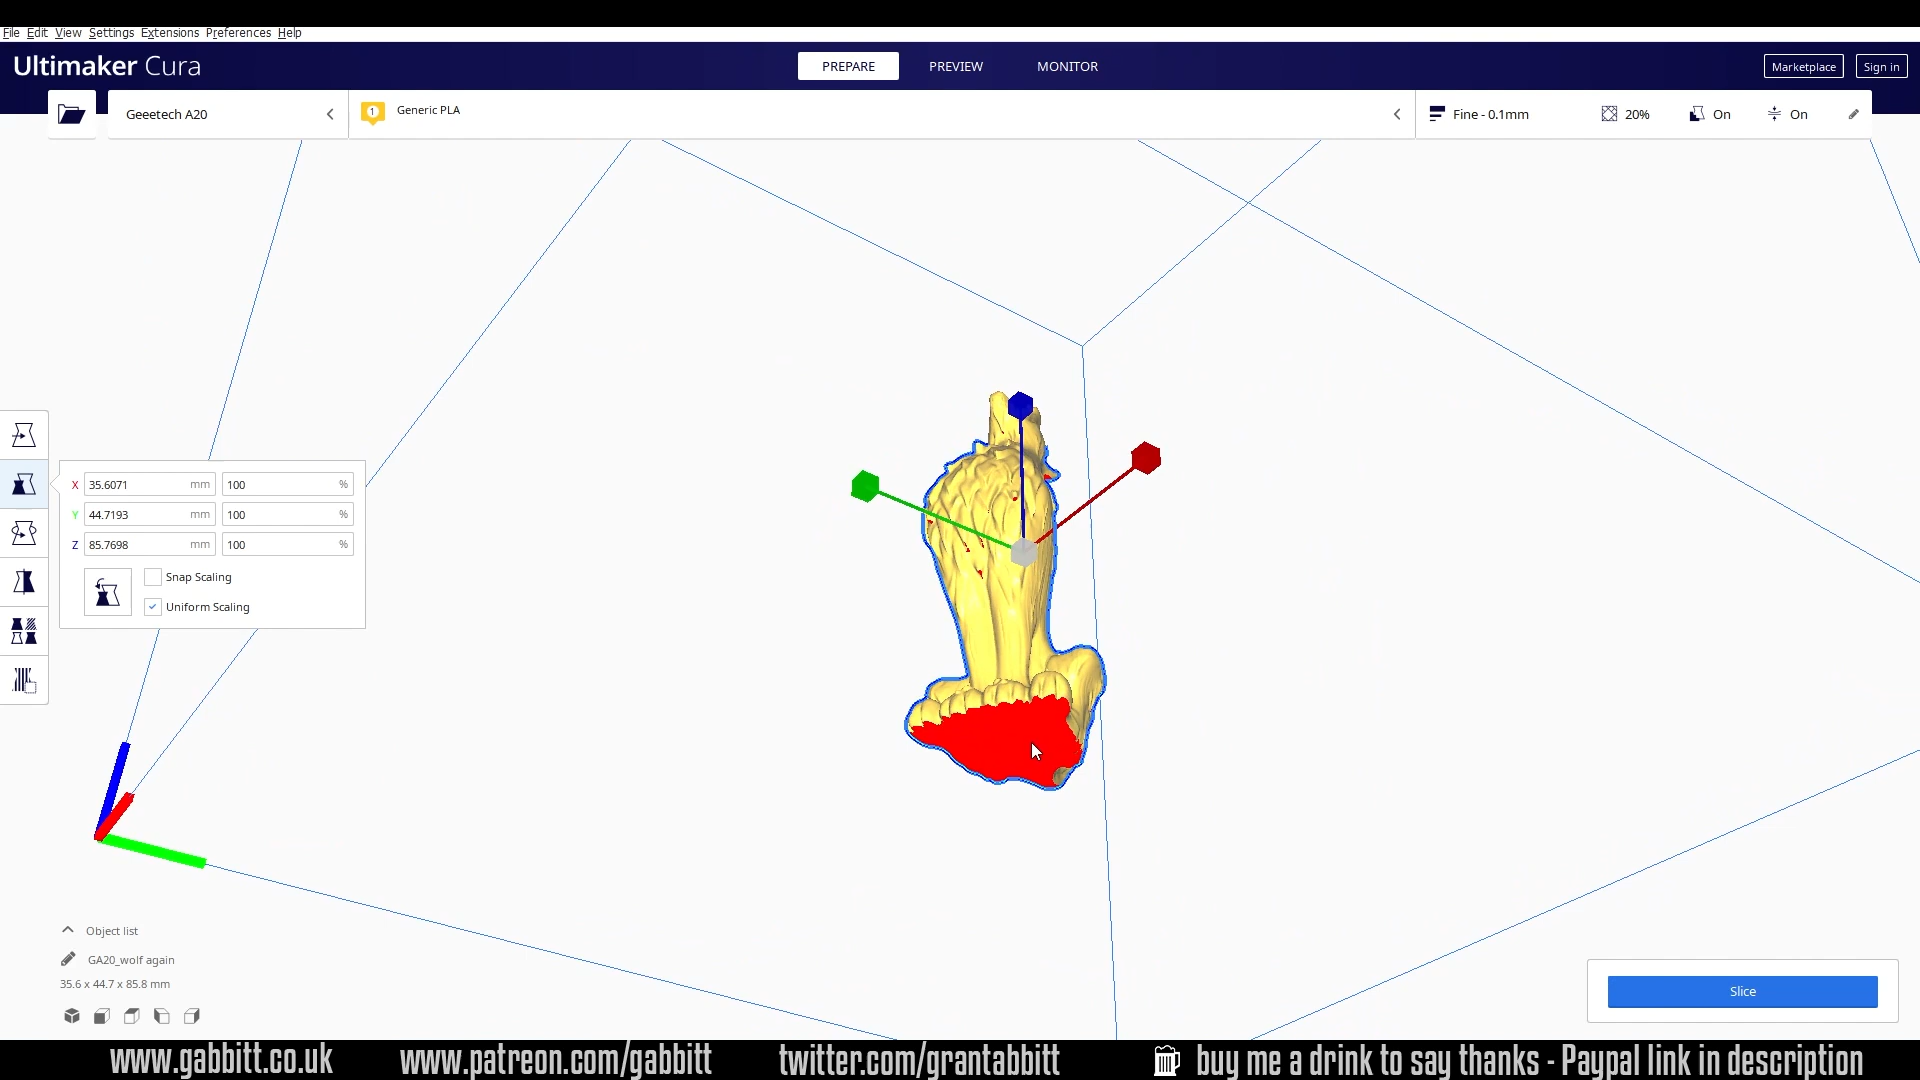 File Edit View Settings Extensions Preferences Help
Ultimaker Cura
PREPARE PREVIEW MONITOR
Marketplace Sign in
Geeetech A20
1 Generic PLA
Fine - 0.1mm 20% On On
X 35.6071 mm 100 %
Y 44.7193 mm 100 %
Z 85.7698 mm 100 %
Snap Scaling
Uniform Scaling
Object list
GA20_wolf again
35.6 x 44.7 x 85.8 mm
Slice
www.gabbitt.co.uk www.patreon.com/gabbitt twitter.com/grantabbitt buy me a drink to say thanks - Paypal link in description